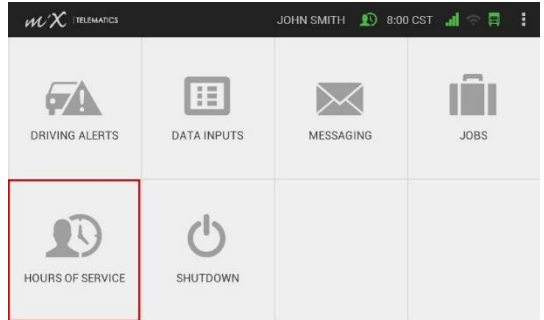 MiX TELEMATICS JOHN SMITH 8:00 CST
DRIVING ALERTS DATA INPUTS MESSAGING JOBS
HOURS OF SERVICE SHUTDOWN